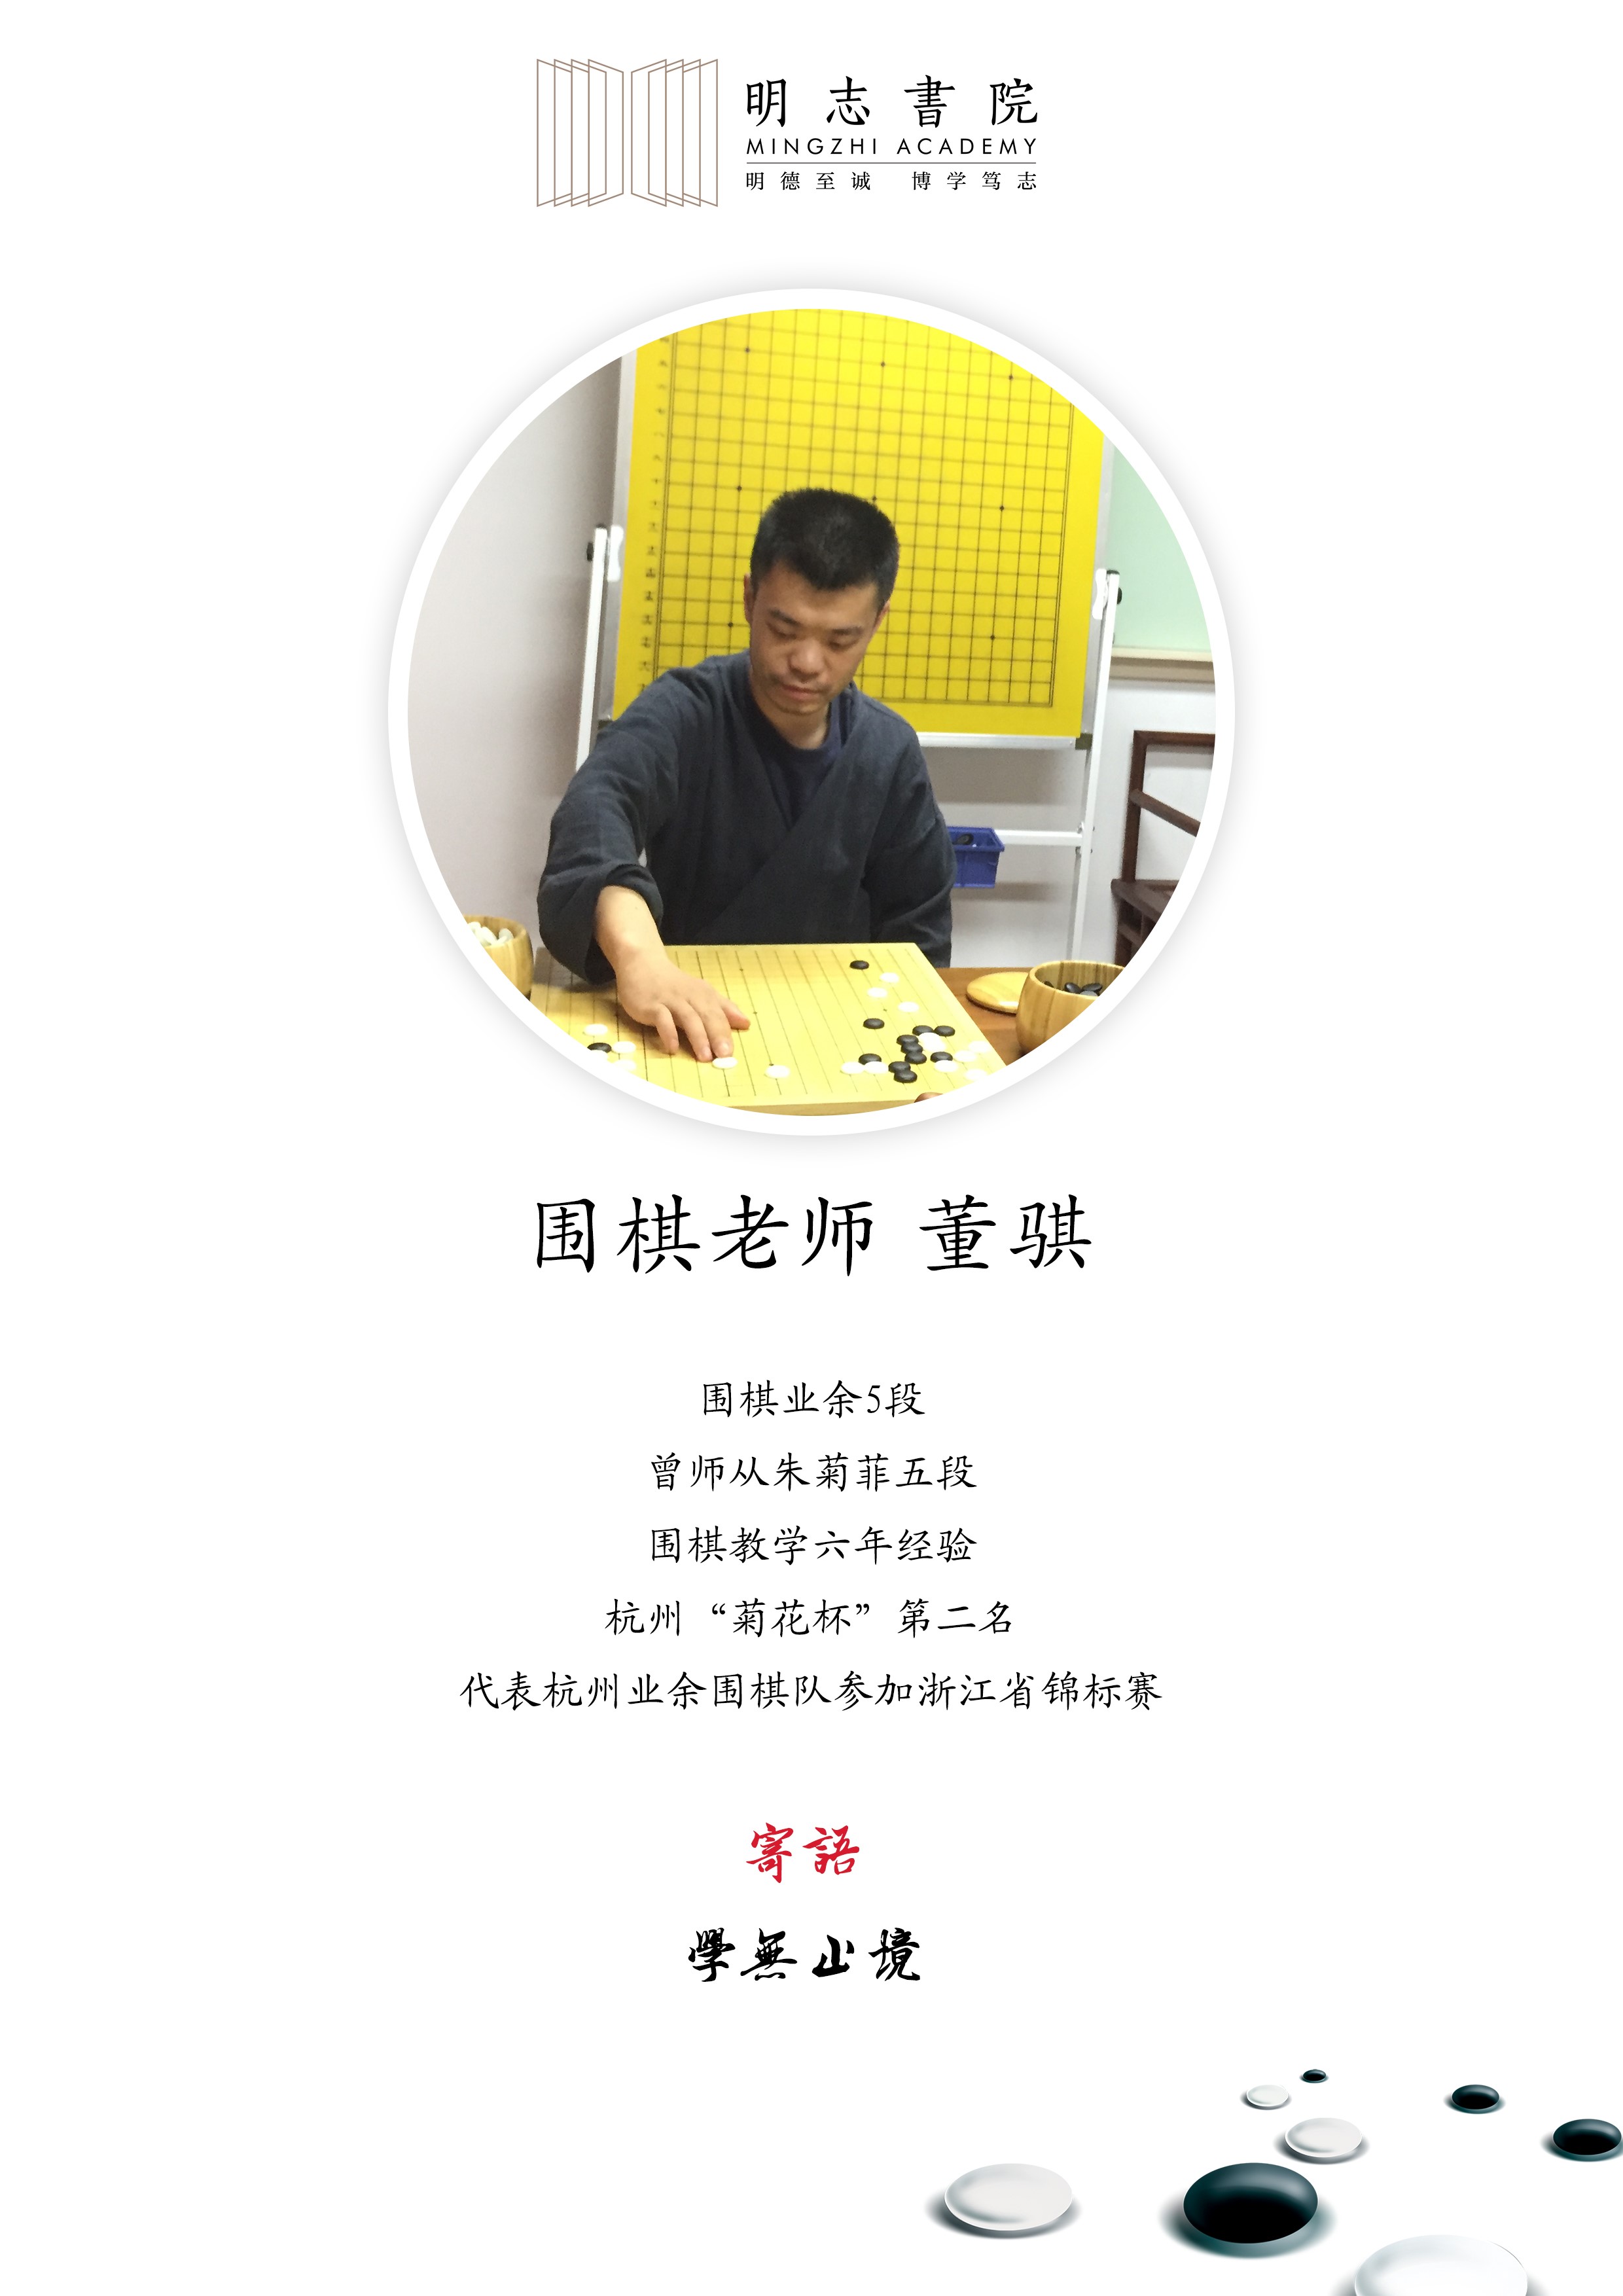 明志書院
MINGZHI ACADEMY
明德至诚 博学笃志
围棋老师 董骐
围棋业余5段
曾师从朱菊菲五段
围棋教学六年经验
杭州“菊花杯”第二名
代表杭州业余围棋队参加浙江省锦标赛
寄語
學無止境